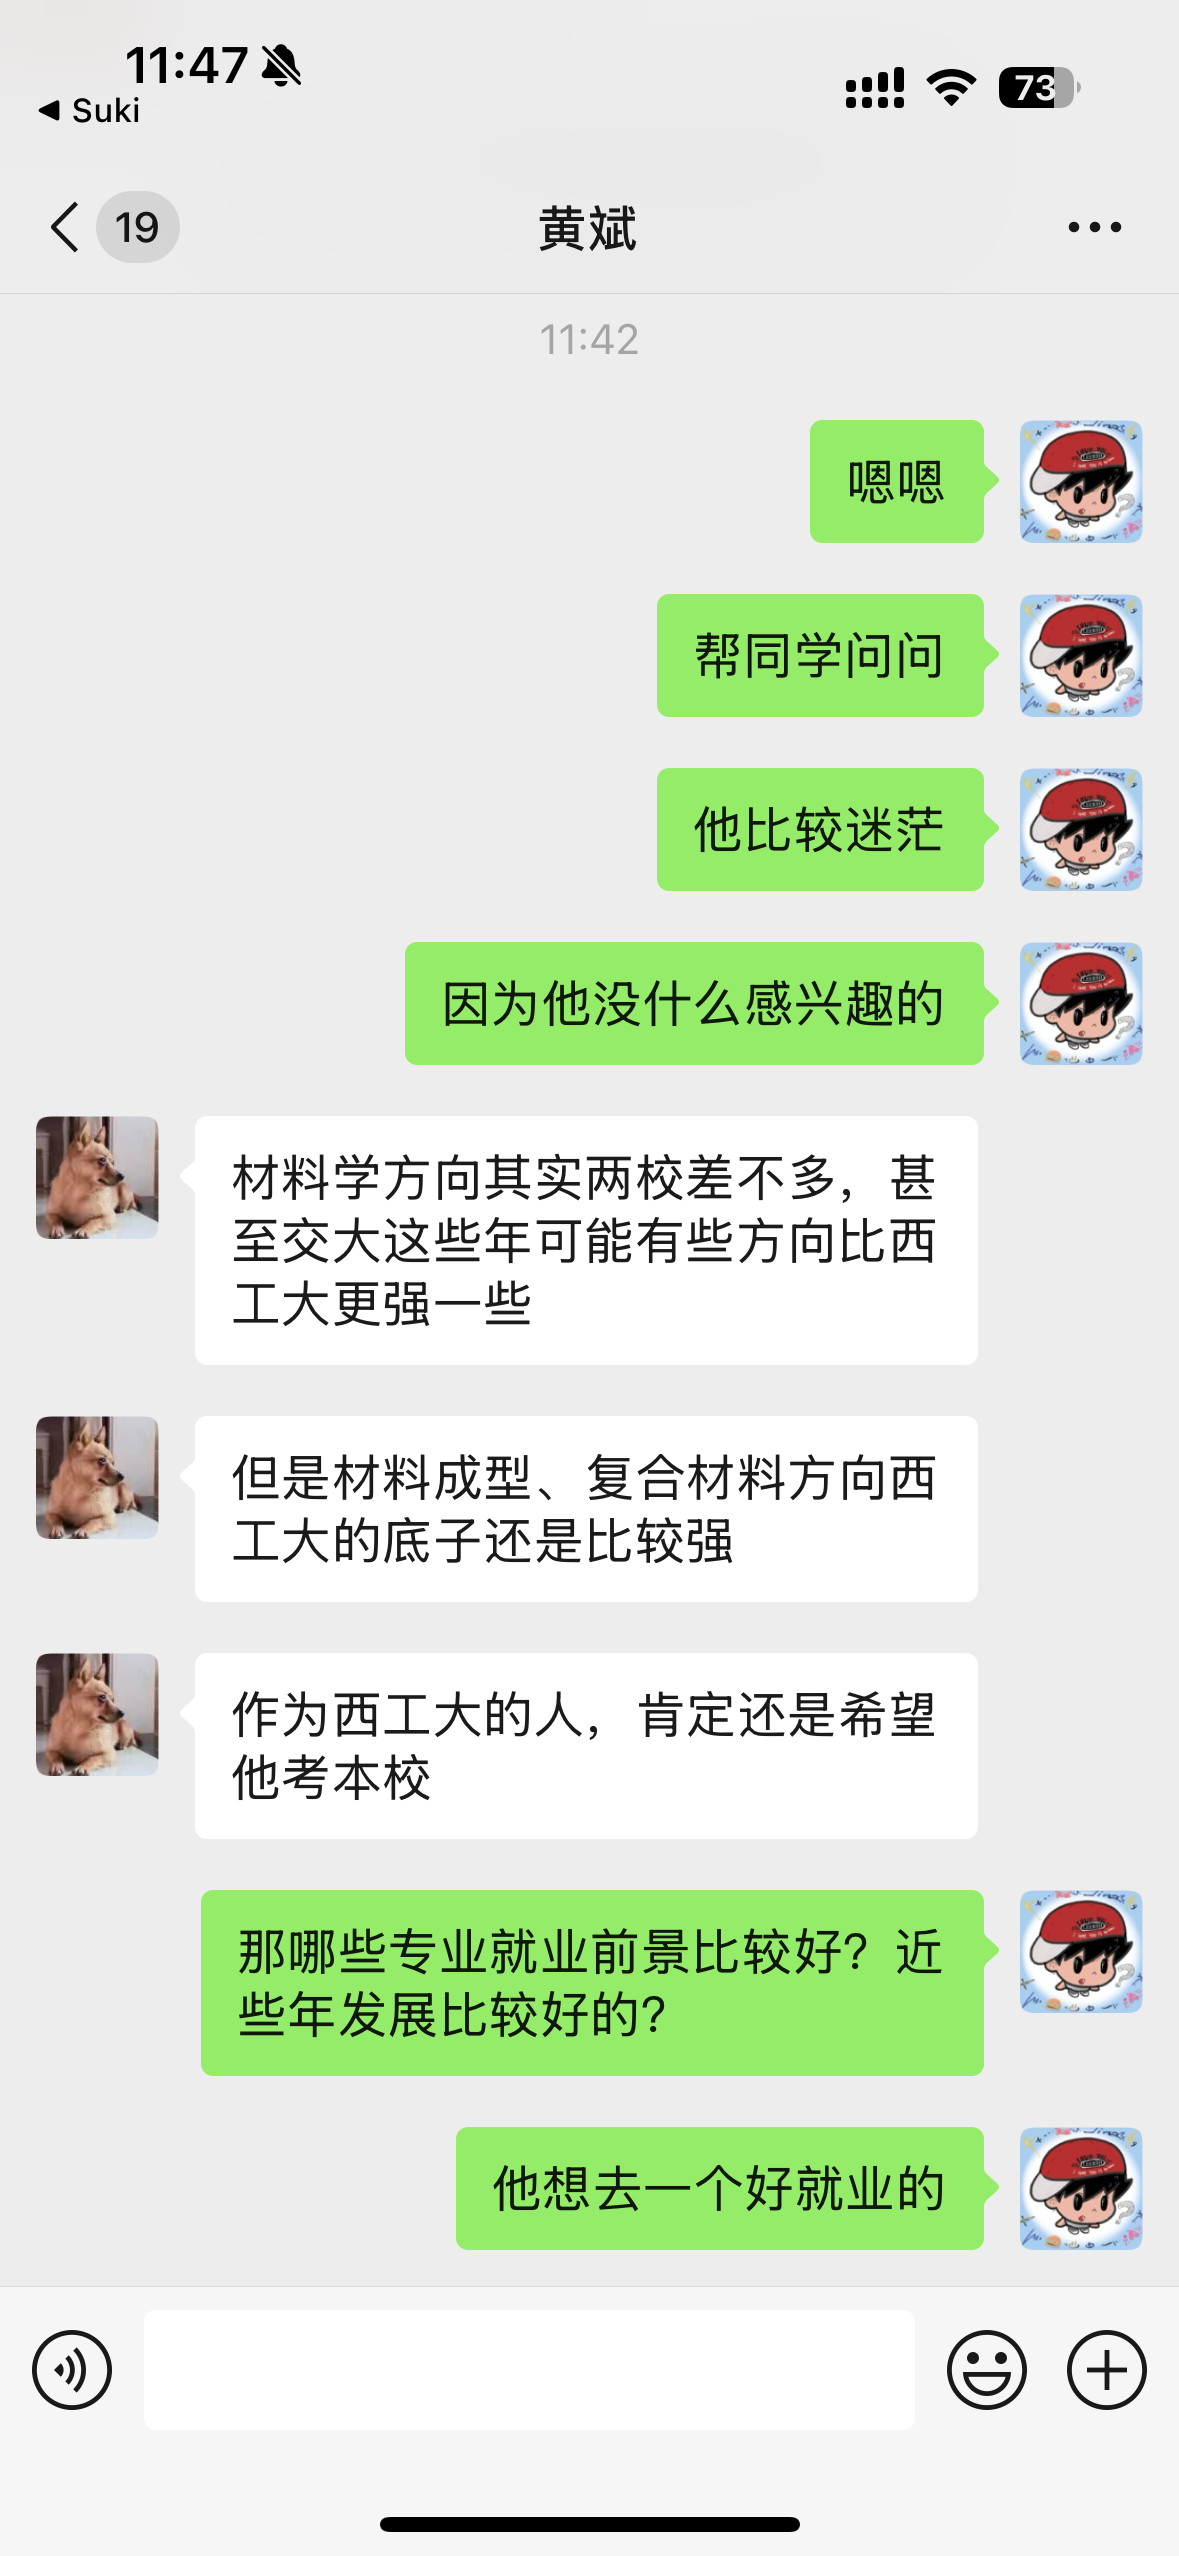 11:47
73
Suki
19
黄斌
11:42
嗯嗯
帮同学问问
他比较迷茫
因为他没什么感兴趣的
材料学方向其实两校差不多，甚
至交大这些年可能有些方向比西
工大更强一些
但是材料成型、复合材料方向西
工大的底子还是比较强
作为西工大的人，肯定还是希望
他考本校
那哪些专业就业前景比较好？近
些年发展比较好的？
他想去一个好就业的